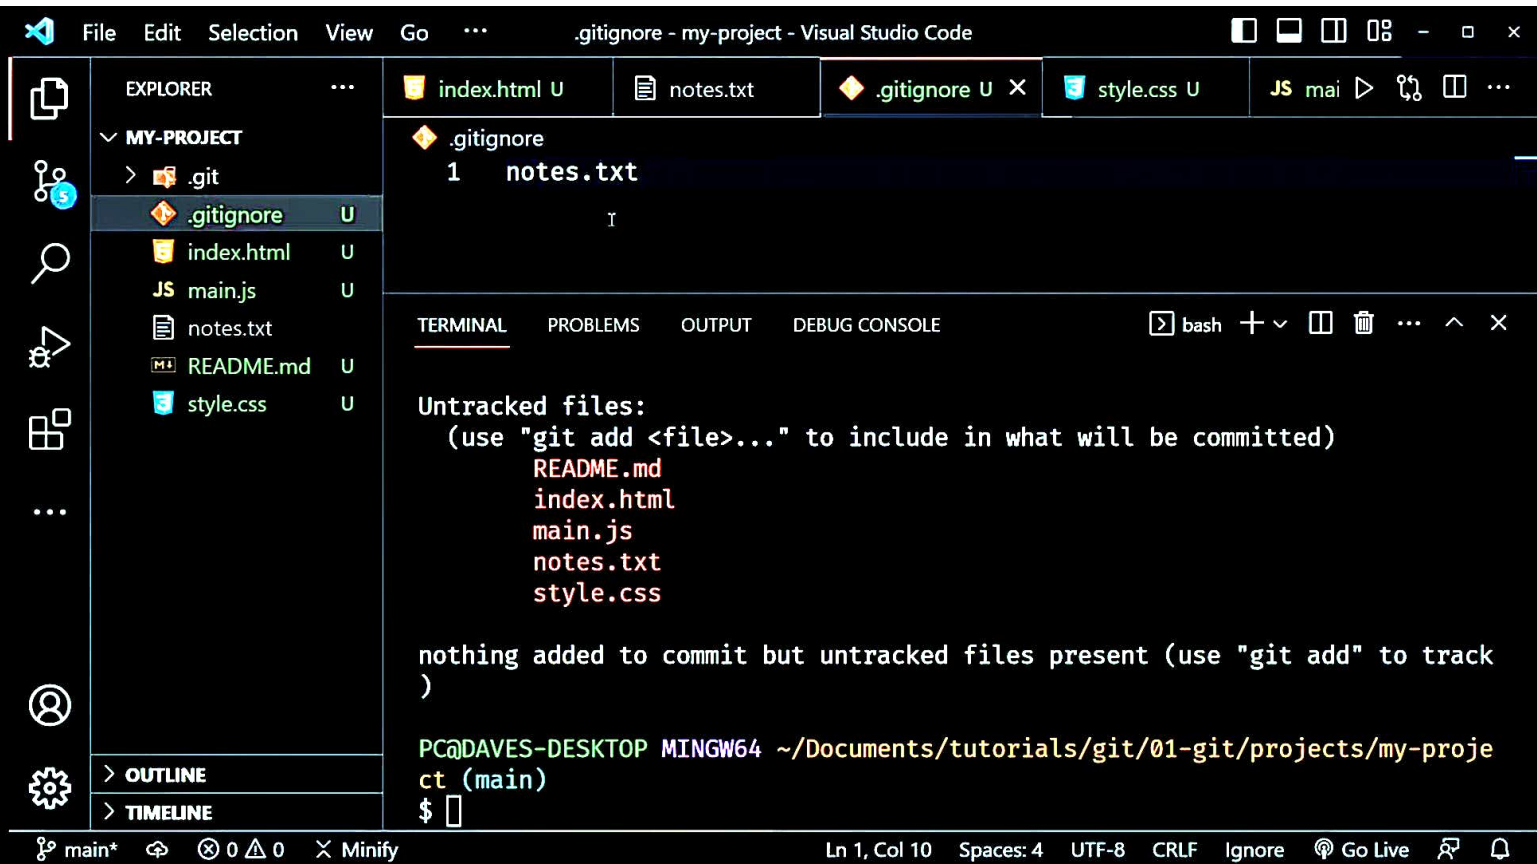 File Edit Selection View Go ··· .gitignore - my-project - Visual Studio Code
EXPLORER ···
index.html U
notes.txt
.gitignore U
style.css U
JS mai
MY-PROJECT
.git
.gitignore U
index.html U
JS main.js U
notes.txt
M↓ README.md U
style.css U
5
OUTLINE
TIMELINE
.gitignore
1 notes.txt
TERMINAL PROBLEMS OUTPUT DEBUG CONSOLE bash
Untracked files:
(use "git add <file>..." to include in what will be committed)
README.md
index.html
main.js
notes.txt
style.css
nothing added to commit but untracked files present (use "git add" to track
)
PC@DAVES-DESKTOP MINGW64 ~/Documents/tutorials/git/01-git/projects/my-proje
ct (main)
$
main* 0 0 Minify Ln 1, Col 10 Spaces: 4 UTF-8 CRLF Ignore Go Live